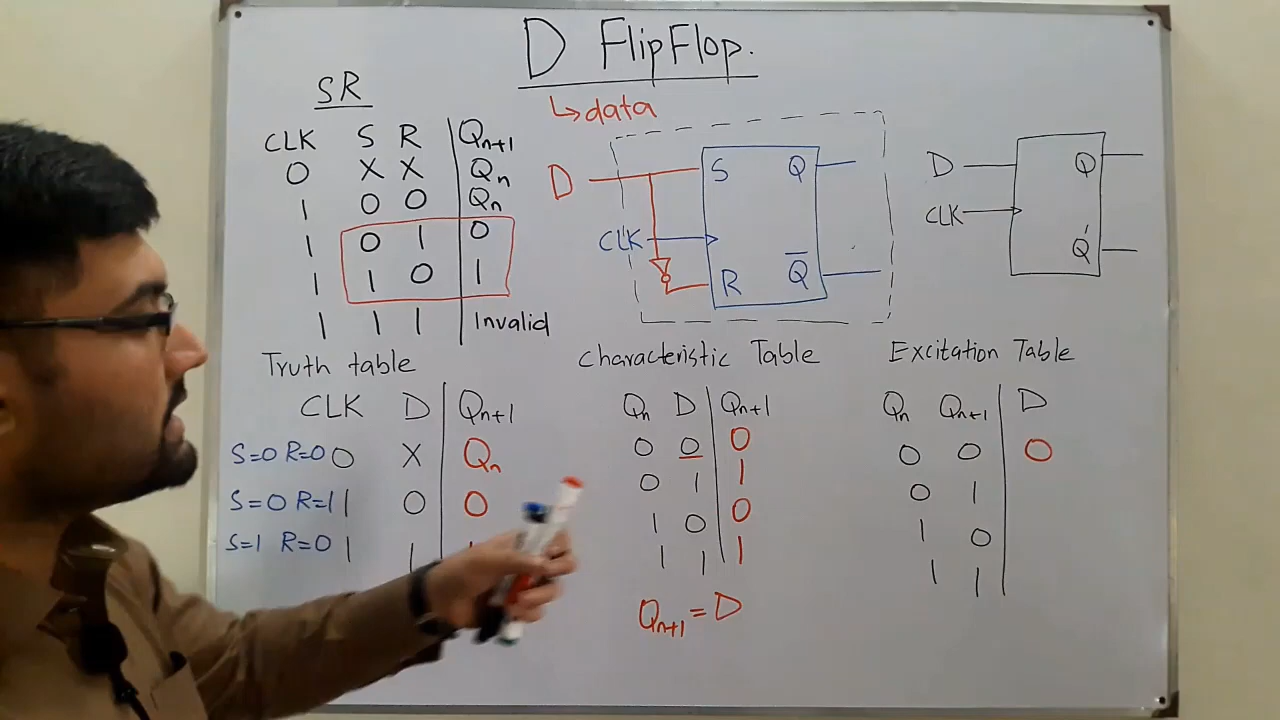 D FlipFlop.
↳data
SR
CLK S R Qn+1
0 X X Qn
1 0 0 Qn
1 0 1 0
1 1 0 1
1 1 1 Invalid
D
CLK
S Q
R Q̅
D
CLK
Q
Q'
Truth table
CLK D Qn+1
S=0 R=0 0 X Qn
S=0 R=1 1 0 0
S=1 R=0 1 1
Characteristic Table
Qn D Qn+1
0 0 0
0 1 1
1 0 0
1 1 1
Qn+1 = D
Excitation Table
Qn Qn+1 D
0 0 0
0 1
1 0
1 1